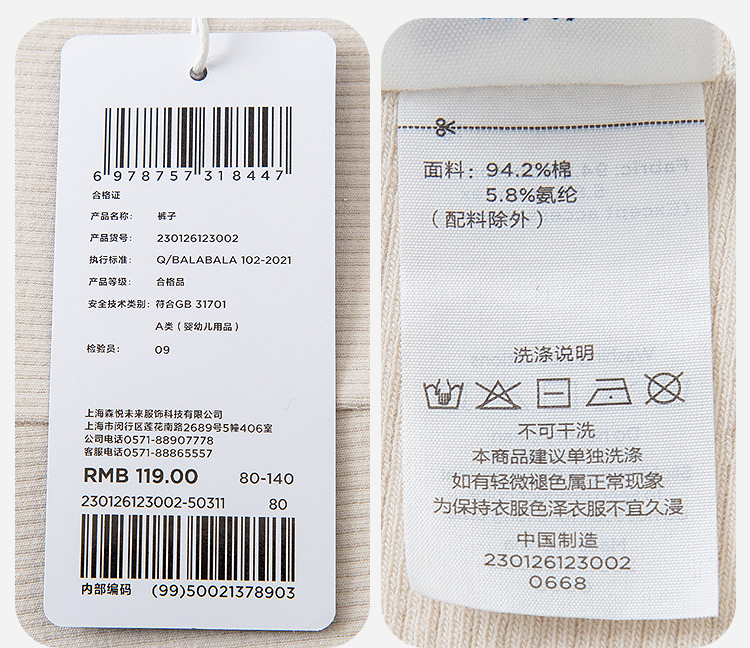 6 978757 318447
合格证
产品名称: 裤子
产品货号: 230126123002
执行标准: Q/BALABALA 102-2021
产品等级: 合格品
安全技术类别: 符合GB 31701
A类（婴幼儿用品）
检验员: 09
上海森悦未来服饰科技有限公司
上海市闵行区莲花南路2689号5幢406室
公司电话0571-88907778
客服电话0571-88865557
RMB 119.00 80-140
230126123002-50311 80
内部编码 (99)50021378903
面料: 94.2%棉
5.8%氨纶
（配料除外）
洗涤说明
不可干洗
本商品建议单独洗涤
如有轻微褪色属正常现象
为保持衣服色泽衣服不宜久浸
中国制造
230126123002
0668